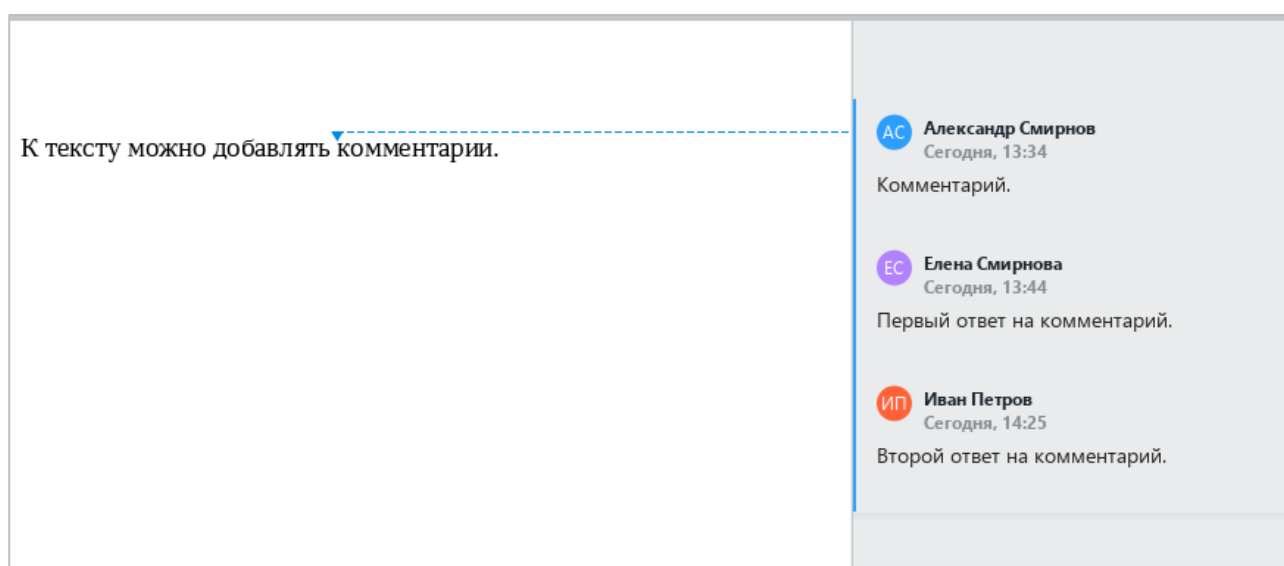 К тексту можно добавлять комментарии.
АС
Александр Смирнов
Сегодня, 13:34
Комментарий.
ЕС
Елена Смирнова
Сегодня, 13:44
Первый ответ на комментарий.
ИП
Иван Петров
Сегодня, 14:25
Второй ответ на комментарий.